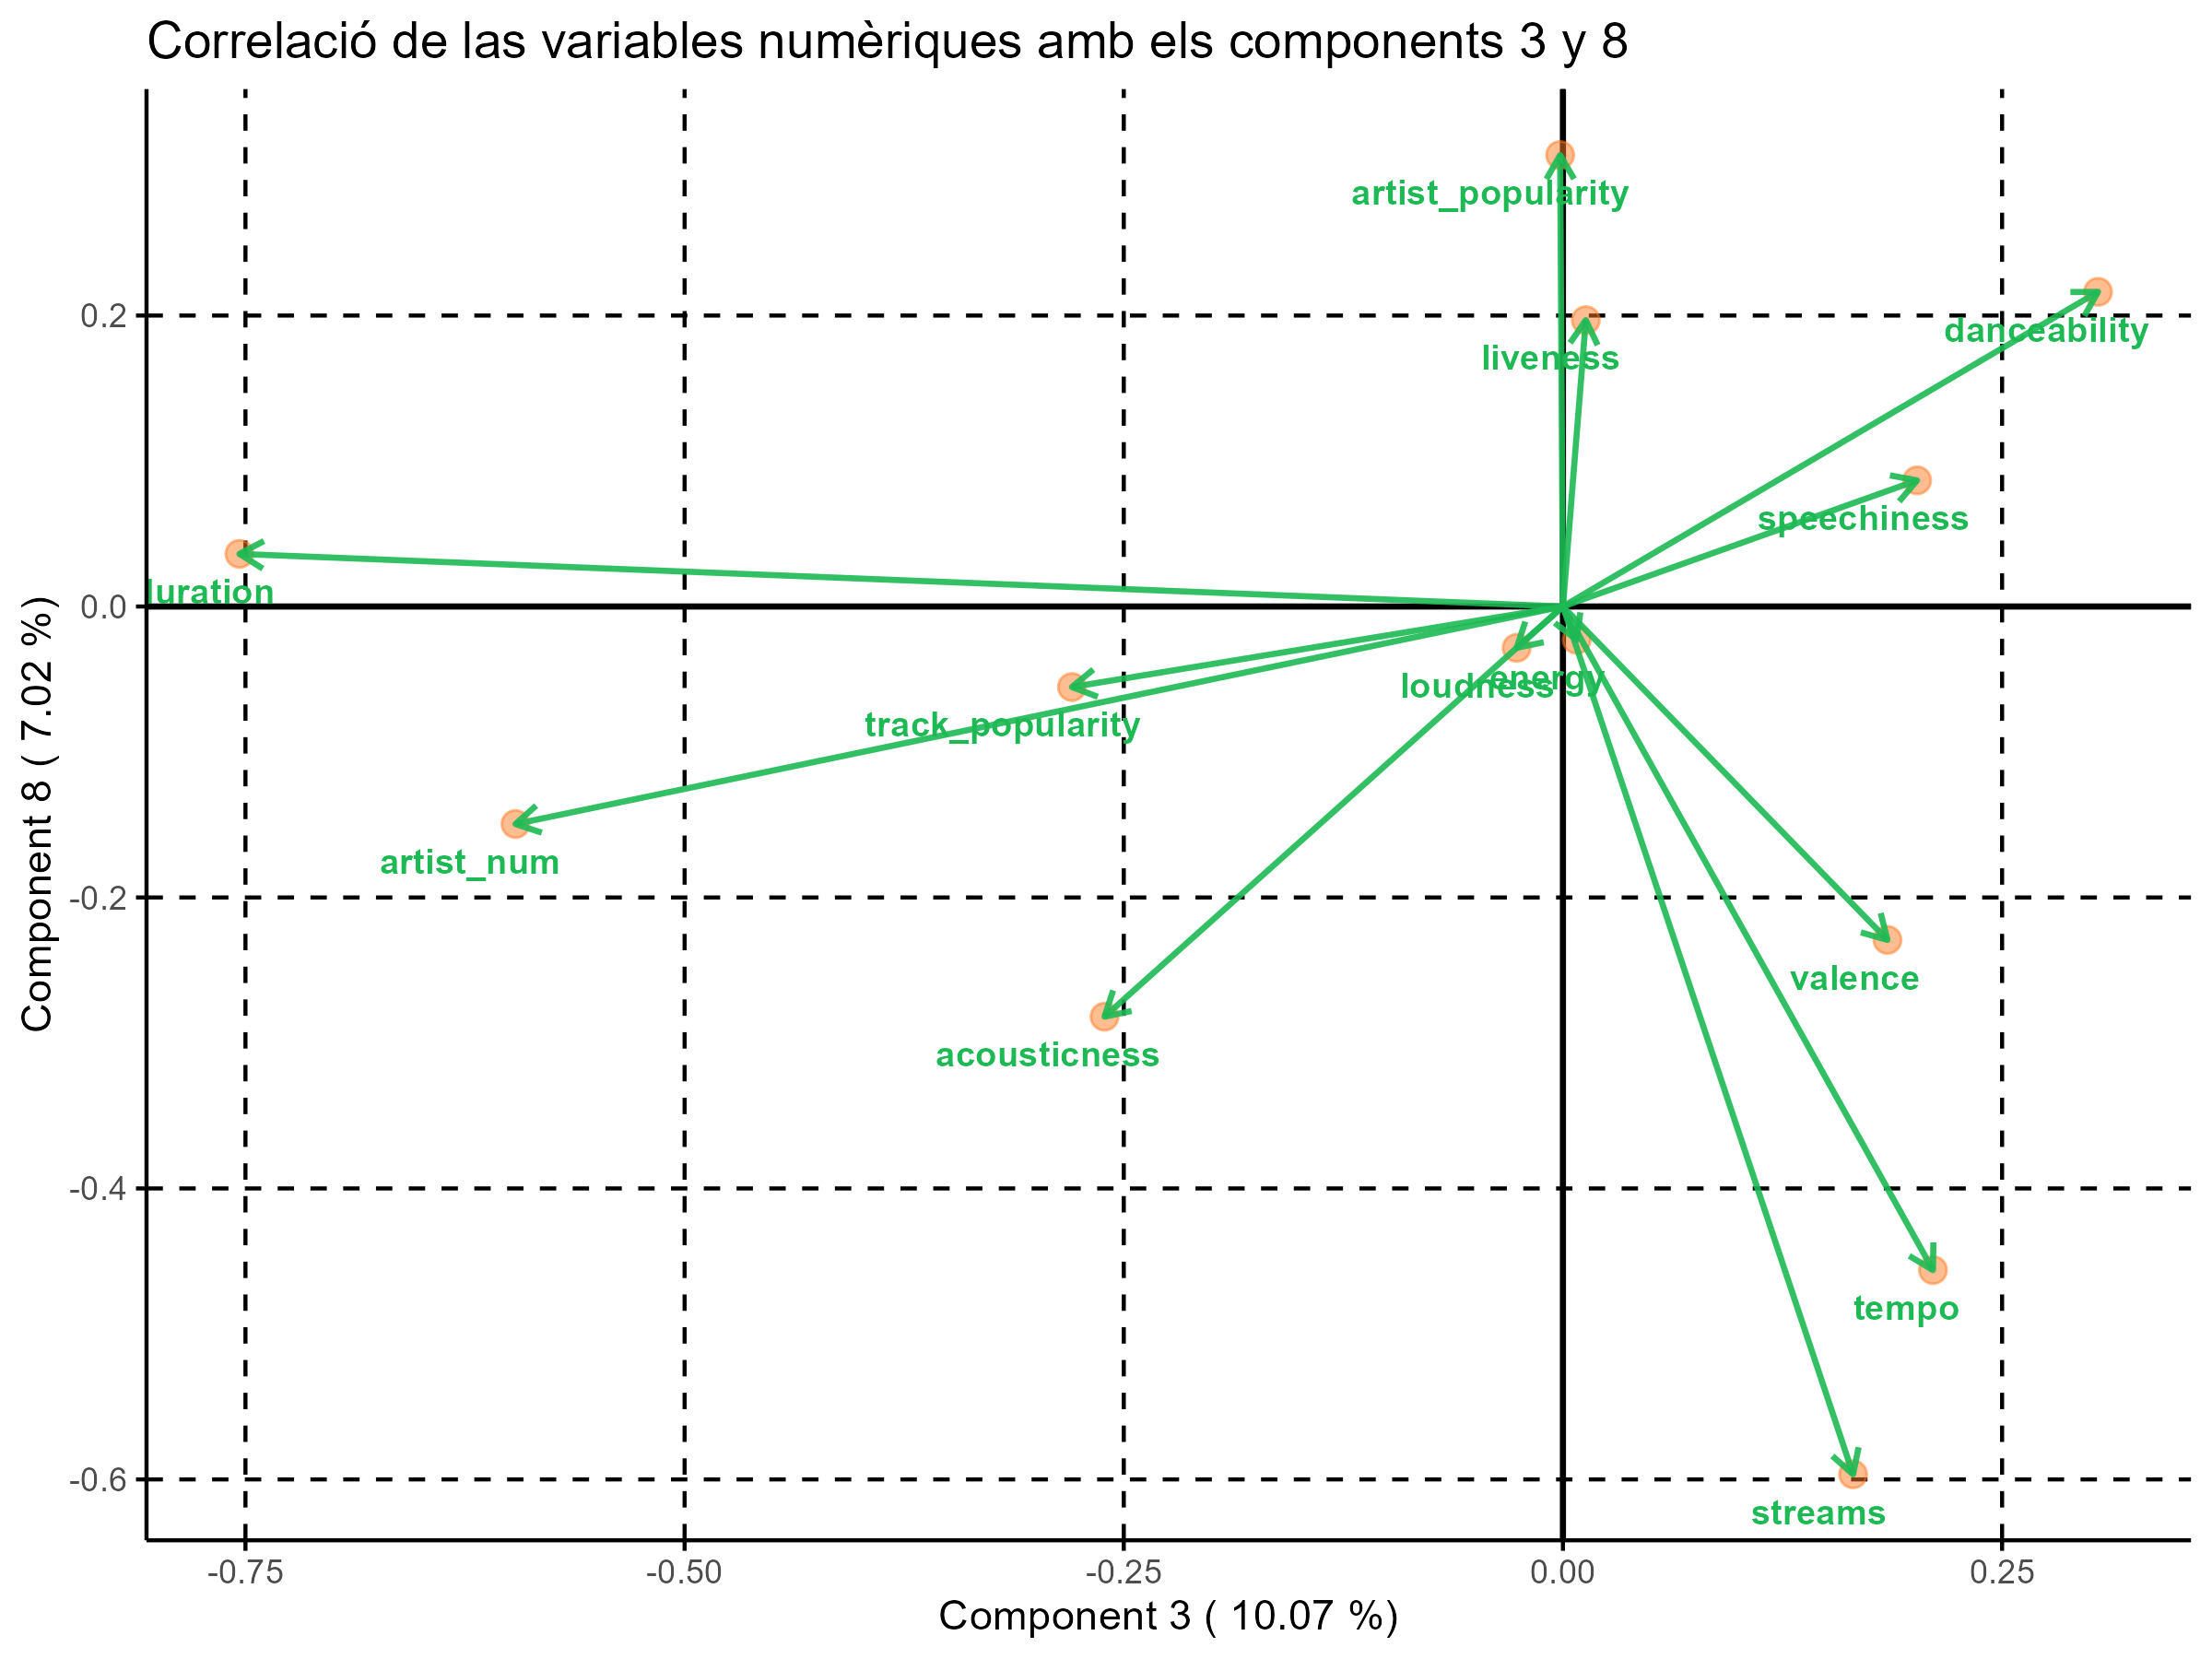 Correlació de las variables numèriques amb els components 3 y 8
artist_popularity
danceability
liveness
speechiness
luration
energy
loudness
track_popularity
artist_num
valence
acousticness
tempo
streams
0.2
0.0
-0.2
-0.4
-0.6
-0.75
-0.50
-0.25
0.00
0.25
Component 3 ( 10.07 %)
Component 8 ( 7.02 %)